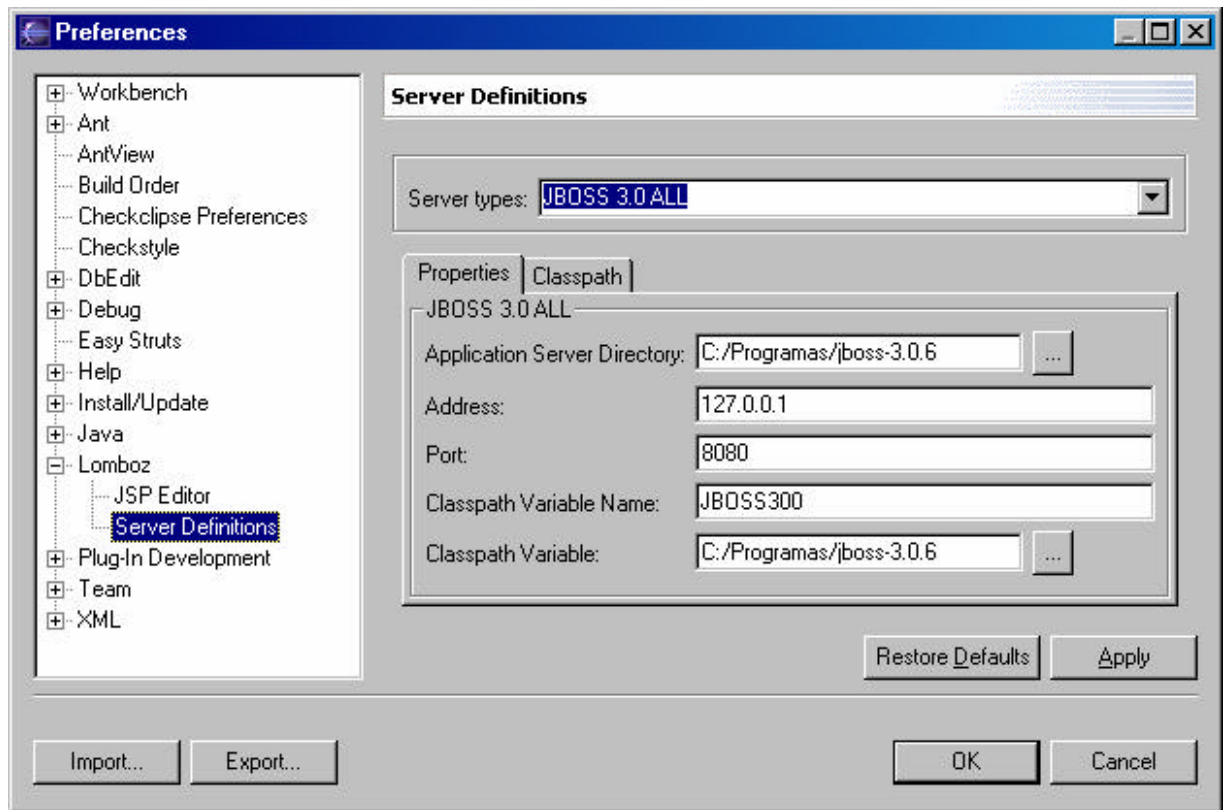 Preferences
Workbench
Ant
AntView
Build Order
Checkclipse Preferences
Checkstyle
DbEdit
Debug
Easy Struts
Help
Install/Update
Java
Lomboz
JSP Editor
Server Definitions
Plug-In Development
Team
XML
Server Definitions
Server types: JBOSS 3.0 ALL
Properties Classpath
JBOSS 3.0 ALL
Application Server Directory: C:/Programas/jboss-3.0.6 ...
Address: 127.0.0.1
Port: 8080
Classpath Variable Name: JBOSS300
Classpath Variable: C:/Programas/jboss-3.0.6 ...
Restore Defaults Apply
Import... Export... OK Cancel